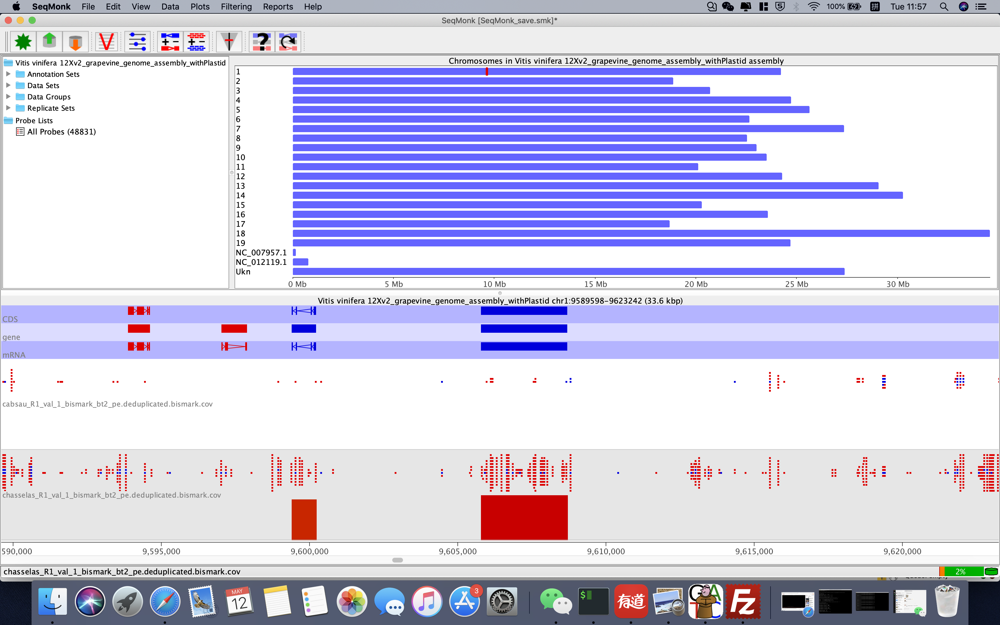 SeqMonk File Edit View Data Plots Filtering Reports Help 100% 拼 Tue 11:57
SeqMonk [SeqMonk_save.smk]*
Vitis vinifera 12Xv2_grapevine_genome_assembly_withPlastid
Annotation Sets
Data Sets
Data Groups
Replicate Sets
Probe Lists
All Probes (48831)
Chromosomes in Vitis vinifera 12Xv2_grapevine_genome_assembly_withPlastid assembly
1
2
3
4
5
6
7
8
9
10
11
12
13
14
15
16
17
18
19
NC_007957.1
NC_012119.1
Ukn
0 Mb 5 Mb 10 Mb 15 Mb 20 Mb 25 Mb 30 Mb
Vitis vinifera 12Xv2_grapevine_genome_assembly_withPlastid chr1:9589598-9623242 (33.6 kbp)
CDS
gene
mRNA
cabsau_R1_val_1_bismark_bt2_pe.deduplicated.bismark.cov
chasselas_R1_val_1_bismark_bt2_pe.deduplicated.bismark.cov
590,000 9,595,000 9,600,000 9,605,000 9,610,000 9,615,000 9,620,000
chasselas_R1_val_1_bismark_bt2_pe.deduplicated.bismark.cov 2%
MAY
12
3
$
有道
G A
T C
Fz